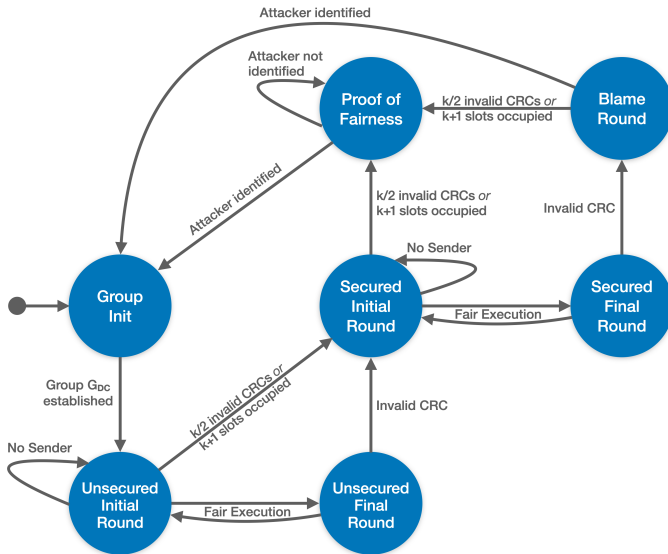 Attacker identified
Attacker not
identified
Proof of
Fairness
k/2 invalid CRCs or
k+1 slots occupied
Blame
Round
Attacker identified
k/2 invalid CRCs or
k+1 slots occupied
Invalid CRC
No Sender
Group
Init
Secured
Initial
Round
Fair Execution
Secured
Final
Round
Group GDC
established
k/2 invalid CRCs or
k+1 slots occupied
Invalid CRC
No Sender
Unsecured
Initial
Round
Fair Execution
Unsecured
Final
Round